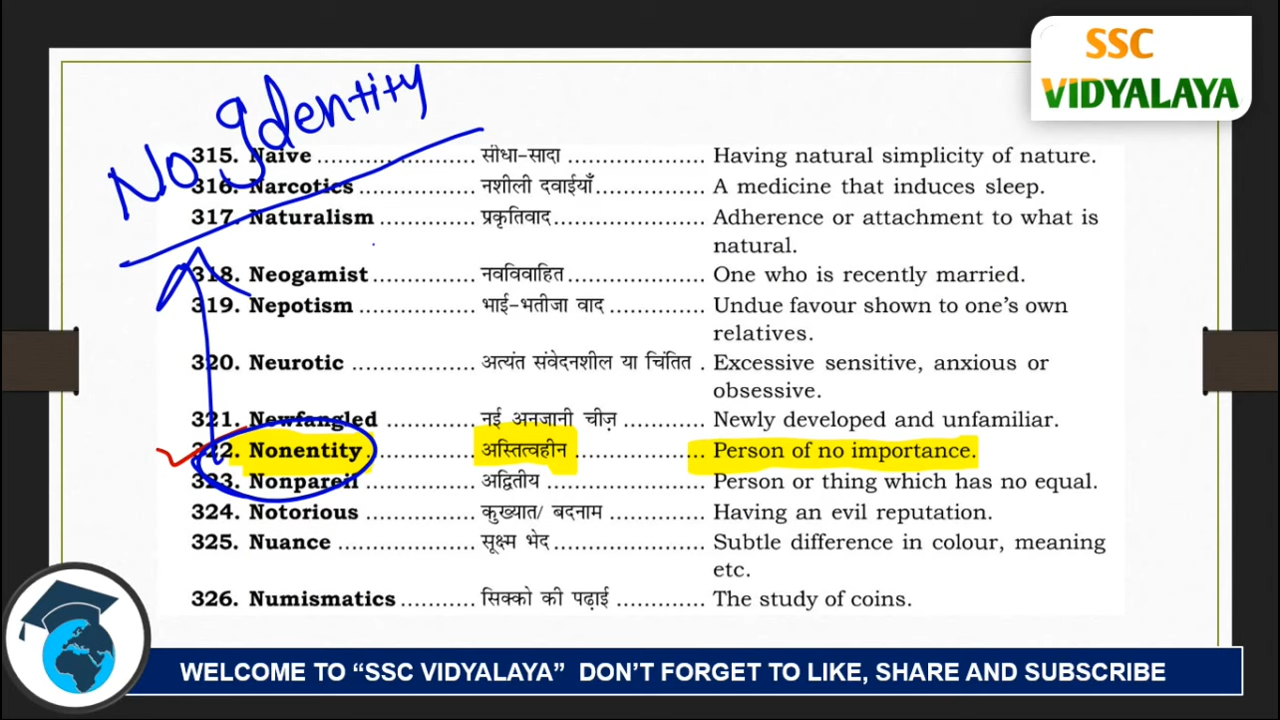 SSC
VIDYALAYA
No Identity
315. Naive ........................ सीधा-सादा ..................... Having natural simplicity of nature.
316. Narcotics .................. नशीली दवाईयाँ................. A medicine that induces sleep.
317. Naturalism ............... प्रकृतिवाद....................... Adherence or attachment to what is
natural.
318. Neogamist ............... नवविवाहित ..................... One who is recently married.
319. Nepotism .................. भाई-भतीजा वाद .............. Undue favour shown to one’s own
relatives.
320. Neurotic .................. अत्यंत संवेदनशील या चिंतित . Excessive sensitive, anxious or
obsessive.
321. Newfangled .............. नई अनजानी चीज़ ............. Newly developed and unfamiliar.
322. Nonentity ................ अस्तित्वहीन .................... Person of no importance.
323. Nonpareil ................. अद्वितीय ........................ Person or thing which has no equal.
324. Notorious ................. कुख्यात/ बदनाम .............. Having an evil reputation.
325. Nuance ..................... सूक्ष्म भेद ....................... Subtle difference in colour, meaning
etc.
326. Numismatics ........... सिक्को की पढ़ाई ............. The study of coins.
WELCOME TO “SSC VIDYALAYA” DON’T FORGET TO LIKE, SHARE AND SUBSCRIBE